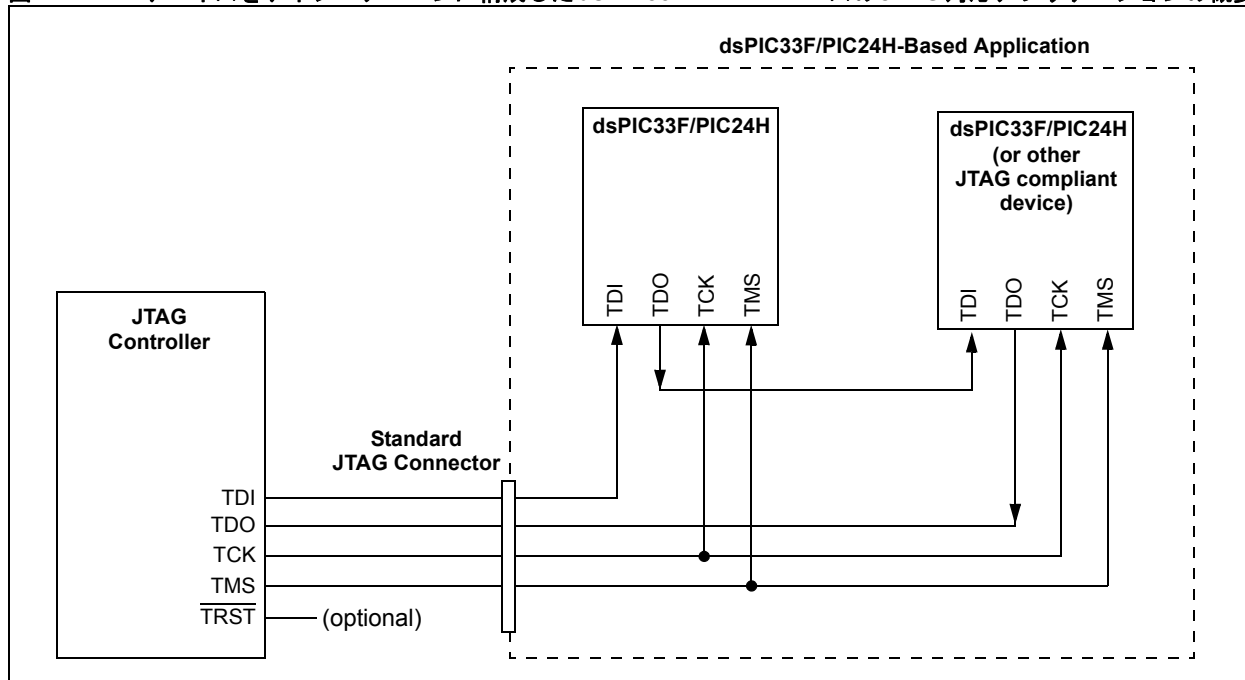 dsPIC33F/PIC24H-Based Application
dsPIC33F/PIC24H
TDI
TDO
TCK
TMS
dsPIC33F/PIC24H
(or other
JTAG compliant
device)
TDI
TDO
TCK
TMS
JTAG
Controller
Standard
JTAG Connector
TDI
TDO
TCK
TMS
TRST
(optional)